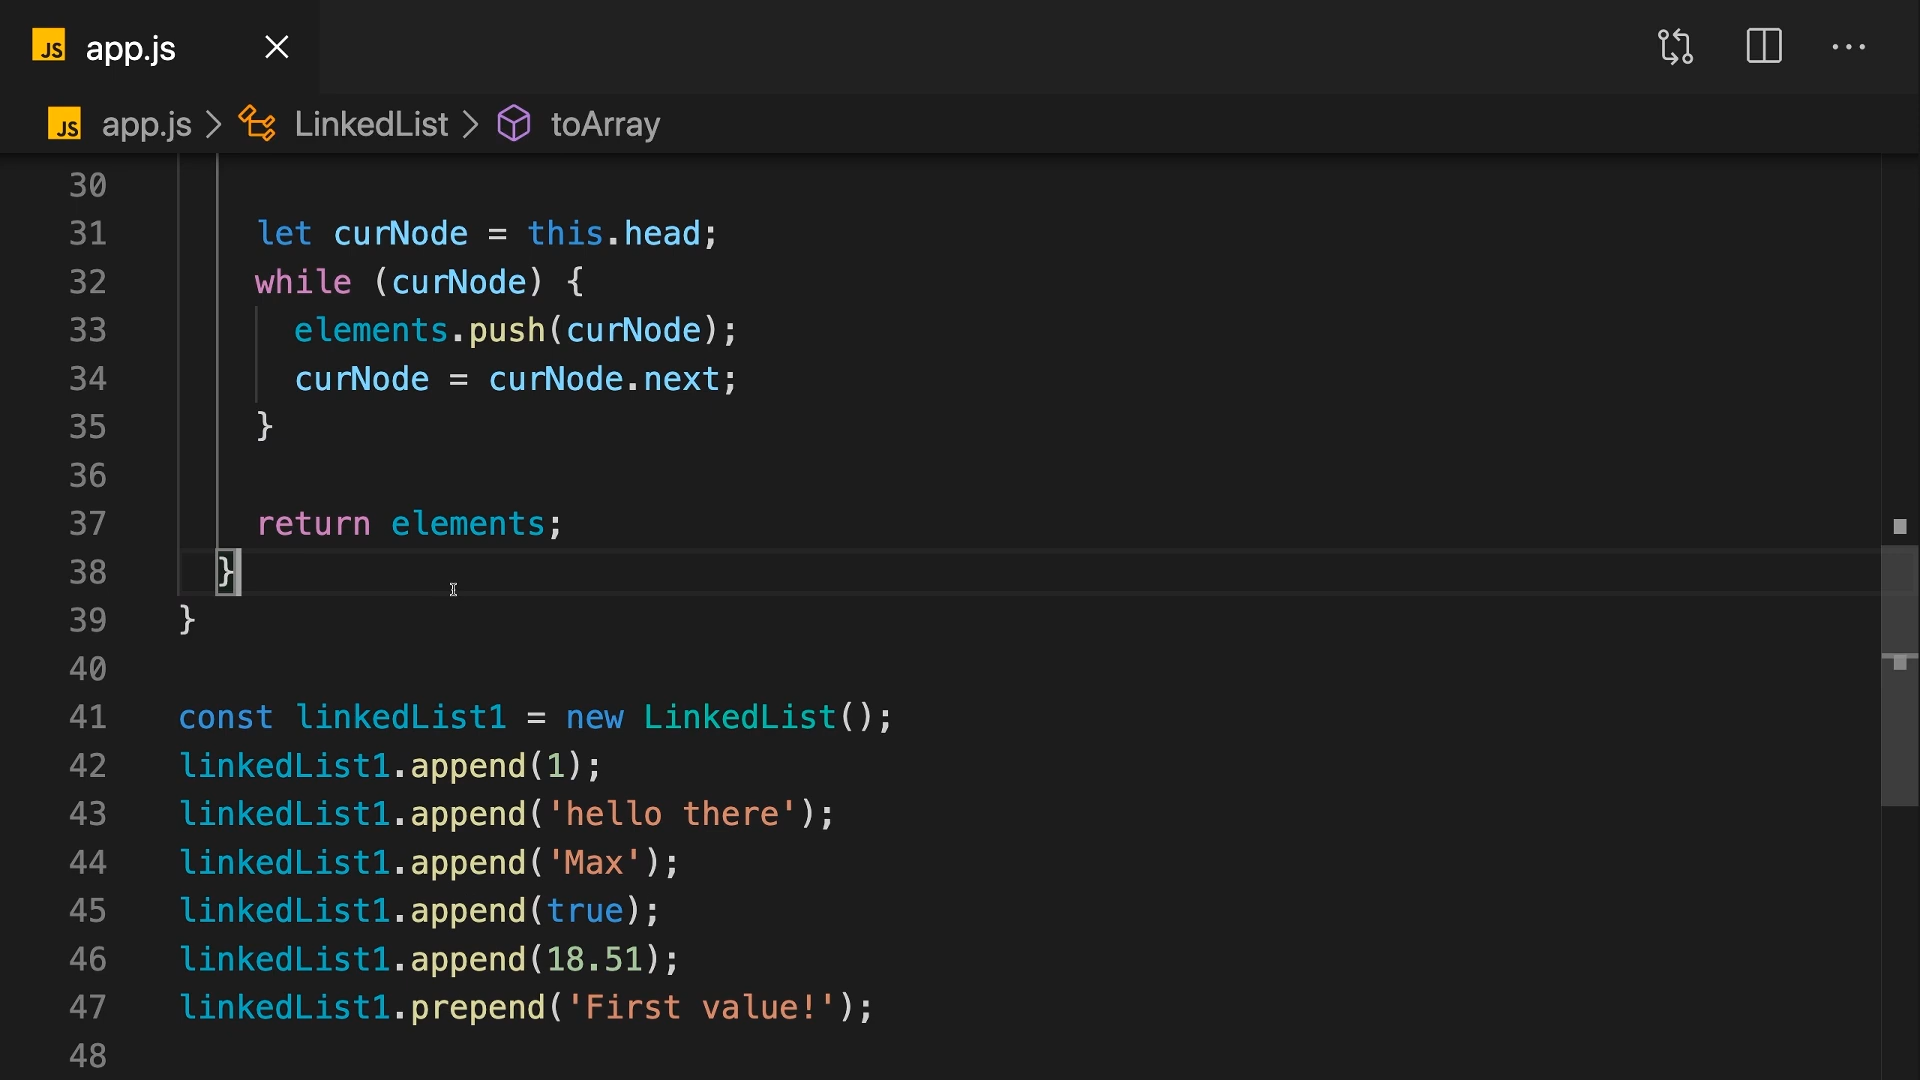 JS app.js
JS app.js > LinkedList > toArray
30
31 let curNode = this.head;
32 while (curNode) {
33 elements.push(curNode);
34 curNode = curNode.next;
35 }
36
37 return elements;
38 }
39 }
40
41 const linkedList1 = new LinkedList();
42 linkedList1.append(1);
43 linkedList1.append('hello there');
44 linkedList1.append('Max');
45 linkedList1.append(true);
46 linkedList1.append(18.51);
47 linkedList1.prepend('First value!');
48